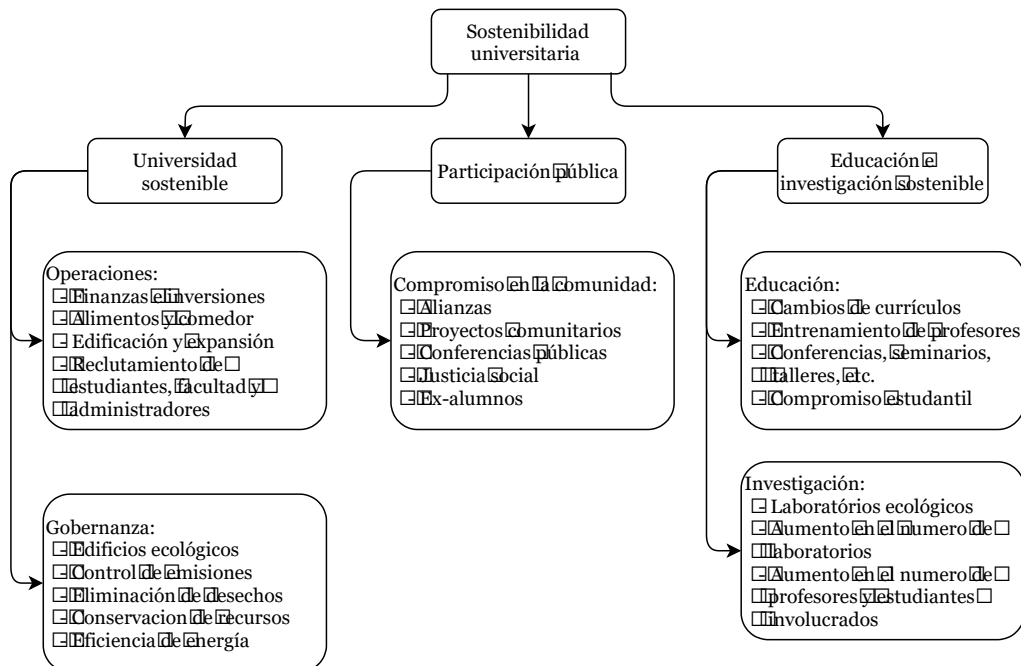 Sostenibilidad
universitaria
Universidad
sostenible
Participación pública
Educación e
investigación sostenible
Operaciones:
- Finanzas e inversiones
- Alimentos y comedor
- Edificación y expansión
- Reclutamiento de
estudiantes, facultad y
administradores
Compromiso en la comunidad:
- Alianzas
- Proyectos comunitarios
- Conferencias públicas
- Justicia social
- Ex-alumnos
Educación:
- Cambios de currículos
- Entrenamiento de profesores
- Conferencias, seminarios,
talleres, etc.
- Compromiso estudantil
Gobernanza:
- Edificios ecológicos
- Control de emisiones
- Eliminación de desechos
- Conservacion de recursos
- Eficiencia de energía
Investigación:
- Laboratórios ecológicos
- Aumento en el numero de
laboratorios
- Aumento en el numero de
profesores y estudiantes
involucrados